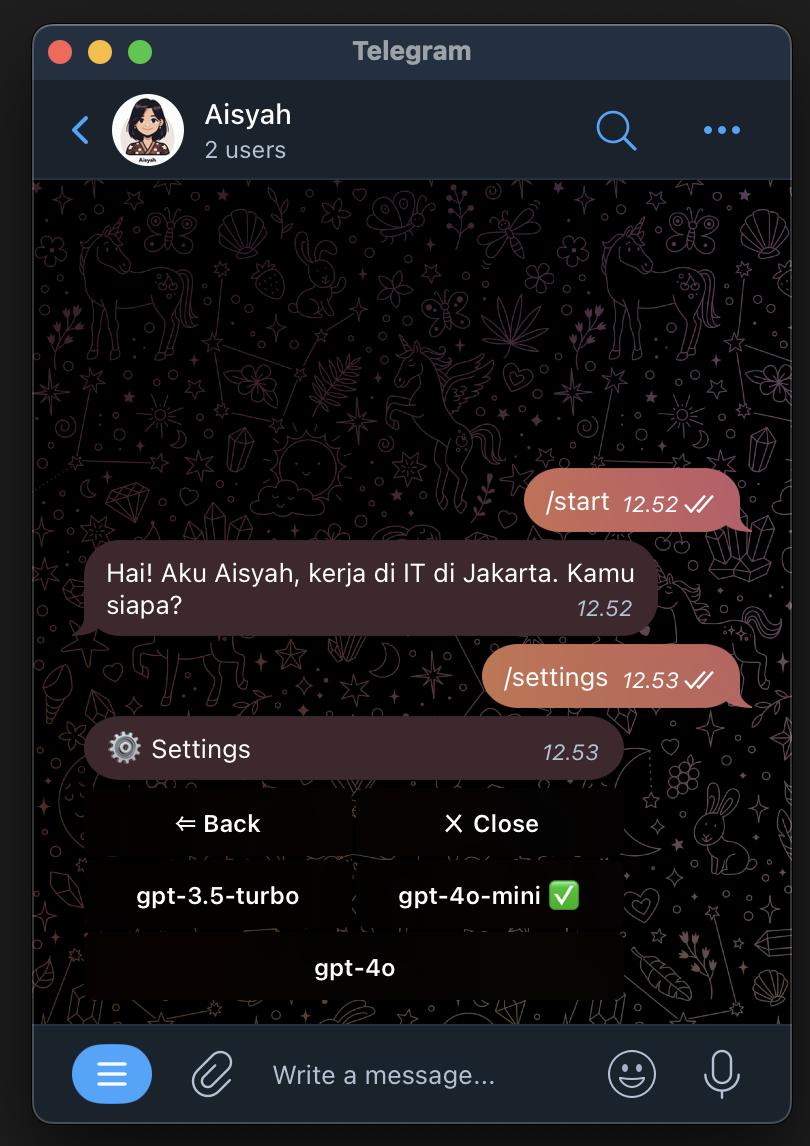 Telegram
Aisyah
Aisyah
2 users
/start 12.52
Hai! Aku Aisyah, kerja di IT di Jakarta. Kamu
siapa? 12.52
/settings 12.53
⚙️ Settings 12.53
⇐ Back
X Close
gpt-3.5-turbo
gpt-4o-mini ✅
gpt-4o
Write a message...